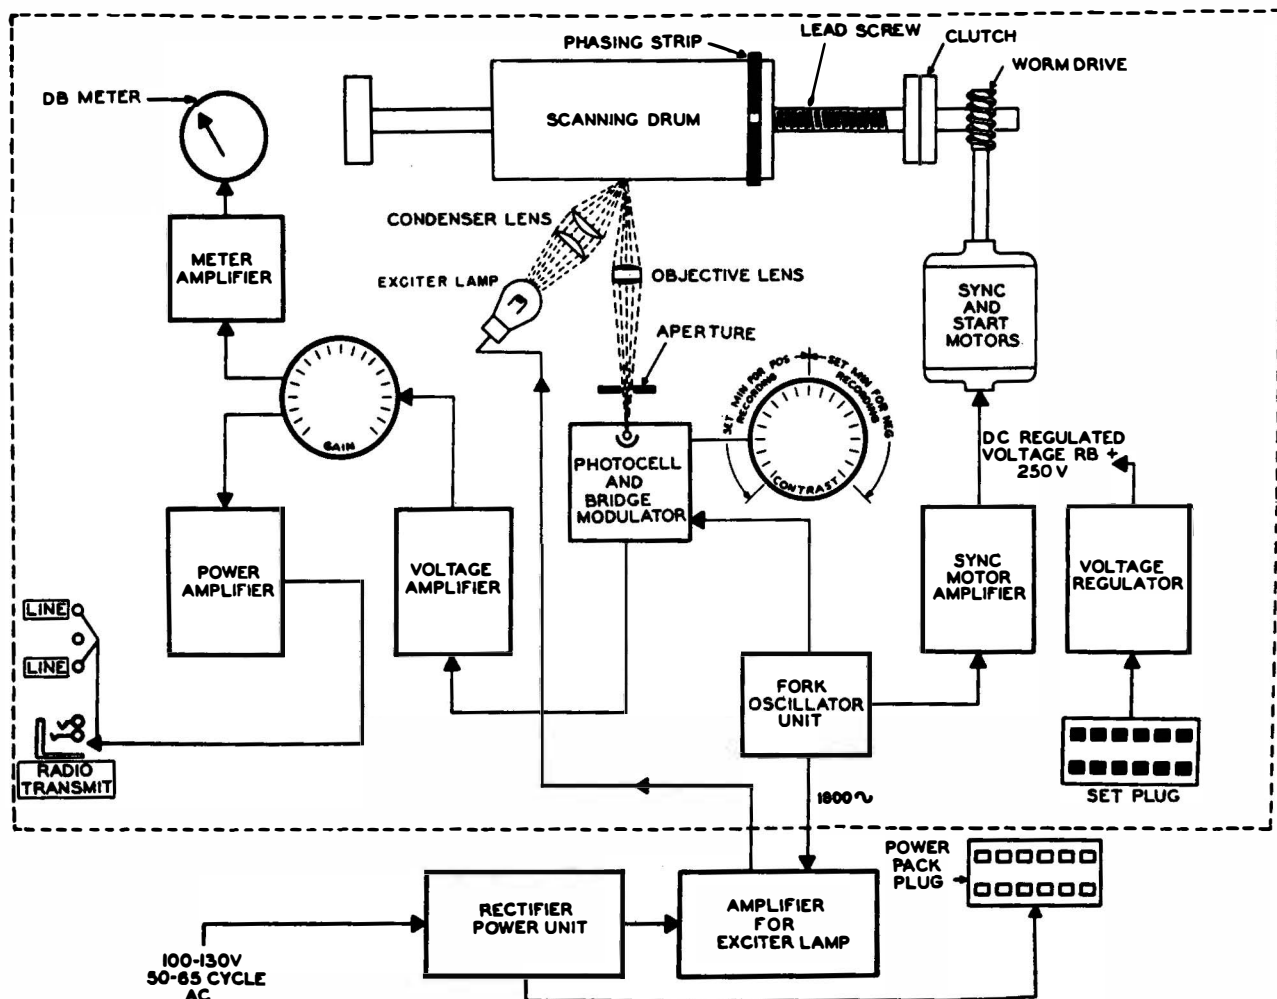 PHASING STRIP
LEAD SCREW
CLUTCH
WORM DRIVE
DB METER
SCANNING DRUM
CONDENSER LENS
METER
AMPLIFIER
EXCITER LAMP
OBJECTIVE LENS
SYNC
AND
START
MOTORS
APERTURE
SET MIN FOR POS
RECORDING
SET MIN FOR NEG
RECORDING
GAIN
CONTRAST
DC REGULATED
VOLTAGE RB +
250 V
PHOTOCELL
AND
BRIDGE
MODULATOR
POWER
AMPLIFIER
VOLTAGE
AMPLIFIER
SYNC
MOTOR
AMPLIFIER
VOLTAGE
REGULATOR
LINE
LINE
FORK
OSCILLATOR
UNIT
RADIO
TRANSMIT
1800~
SET PLUG
POWER
PACK
PLUG
RECTIFIER
POWER UNIT
AMPLIFIER
FOR
EXCITER LAMP
100-130V
50-65 CYCLE
AC